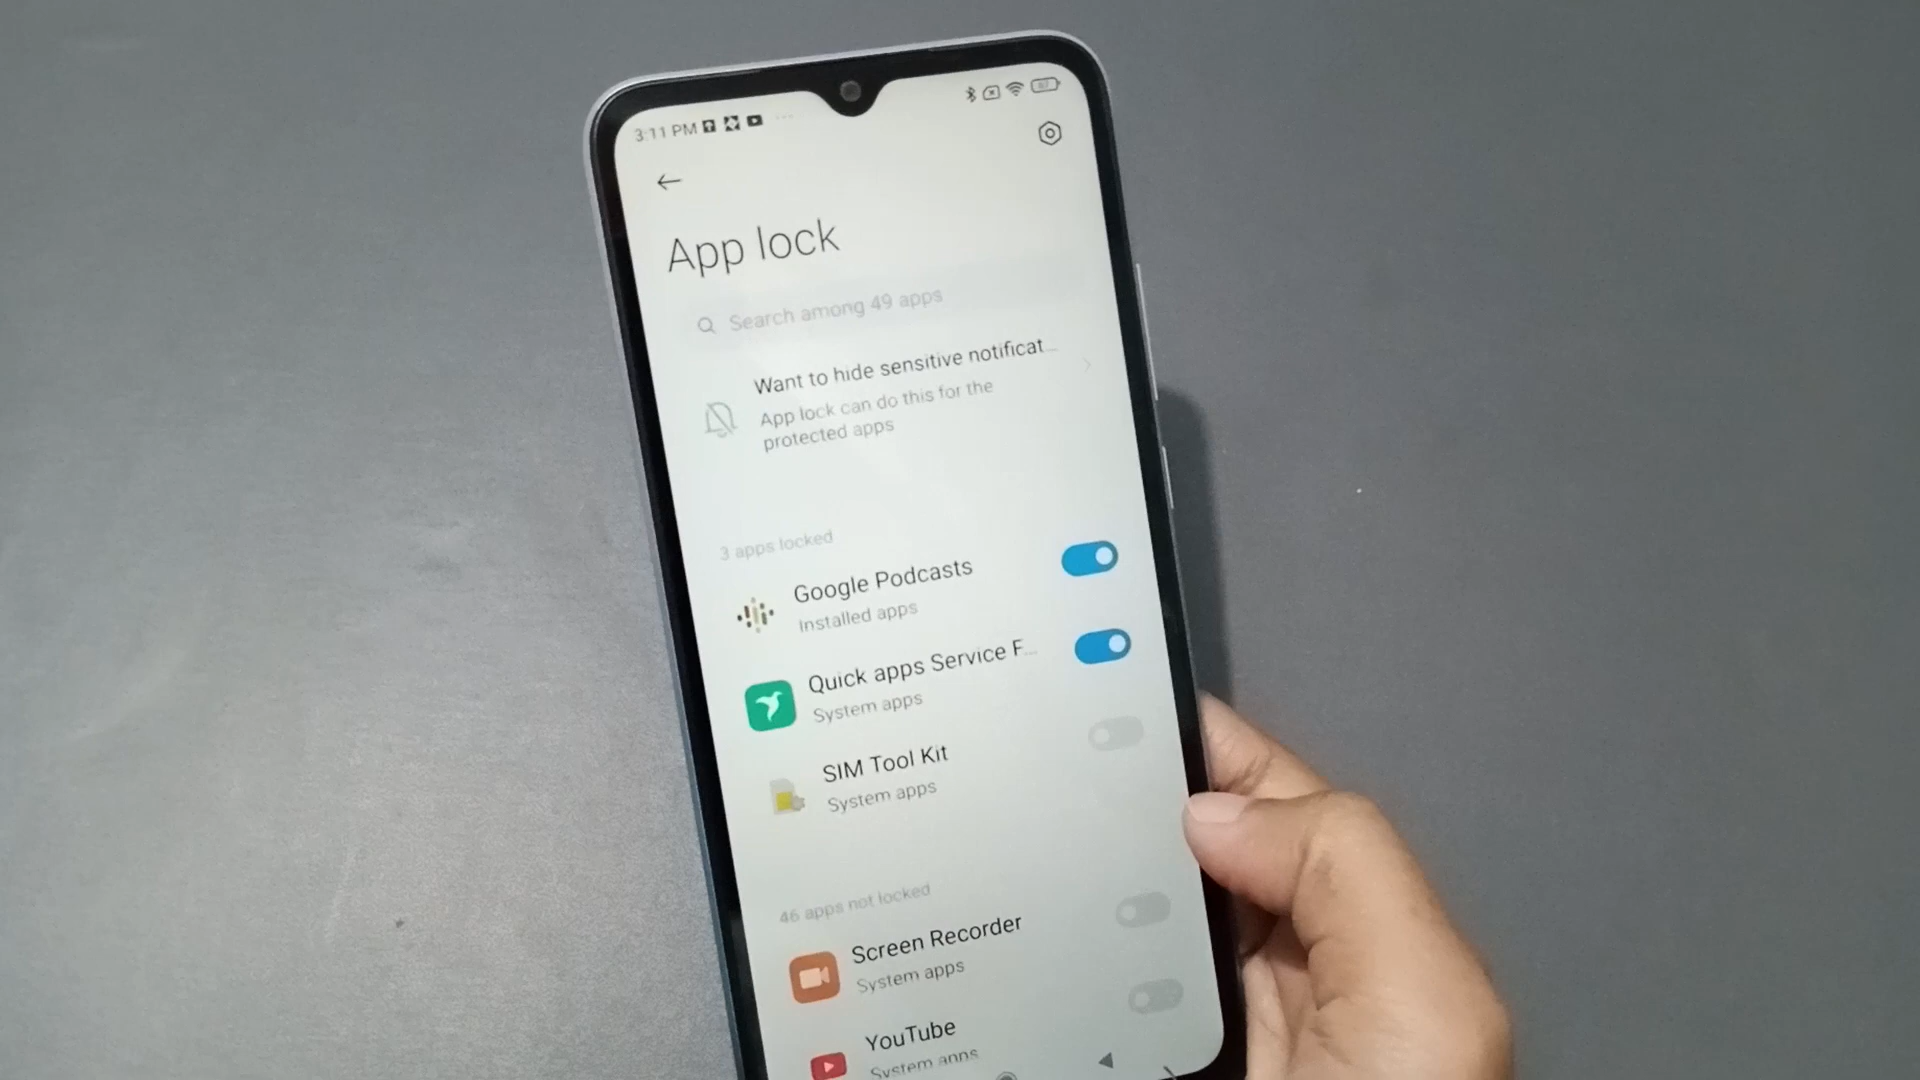 3:11 PM
App lock
Search among 49 apps
Want to hide sensitive notificat...
App lock can do this for the
protected apps
3 apps locked
Google Podcasts
Installed apps
Quick apps Service F...
System apps
SIM Tool Kit
System apps
46 apps not locked
Screen Recorder
System apps
YouTube
System apps